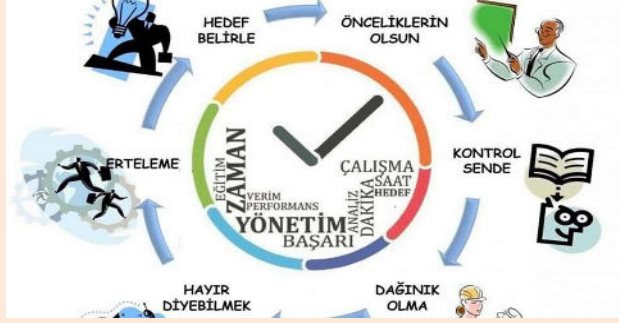 HEDEF
BELİRLE
ÖNCELİKLERİN
OLSUN
KONTROL
SENDE
DAĞINIK
OLMA
HAYIR
DİYEBİLMEK
ERTELEME
EĞİTİM
ZAMAN
VERİM
PERFORMANS
YÖNETİM
BAŞARI
ANALİZ
DAKİKA
ÇALIŞMA
SAAT
HEDEF